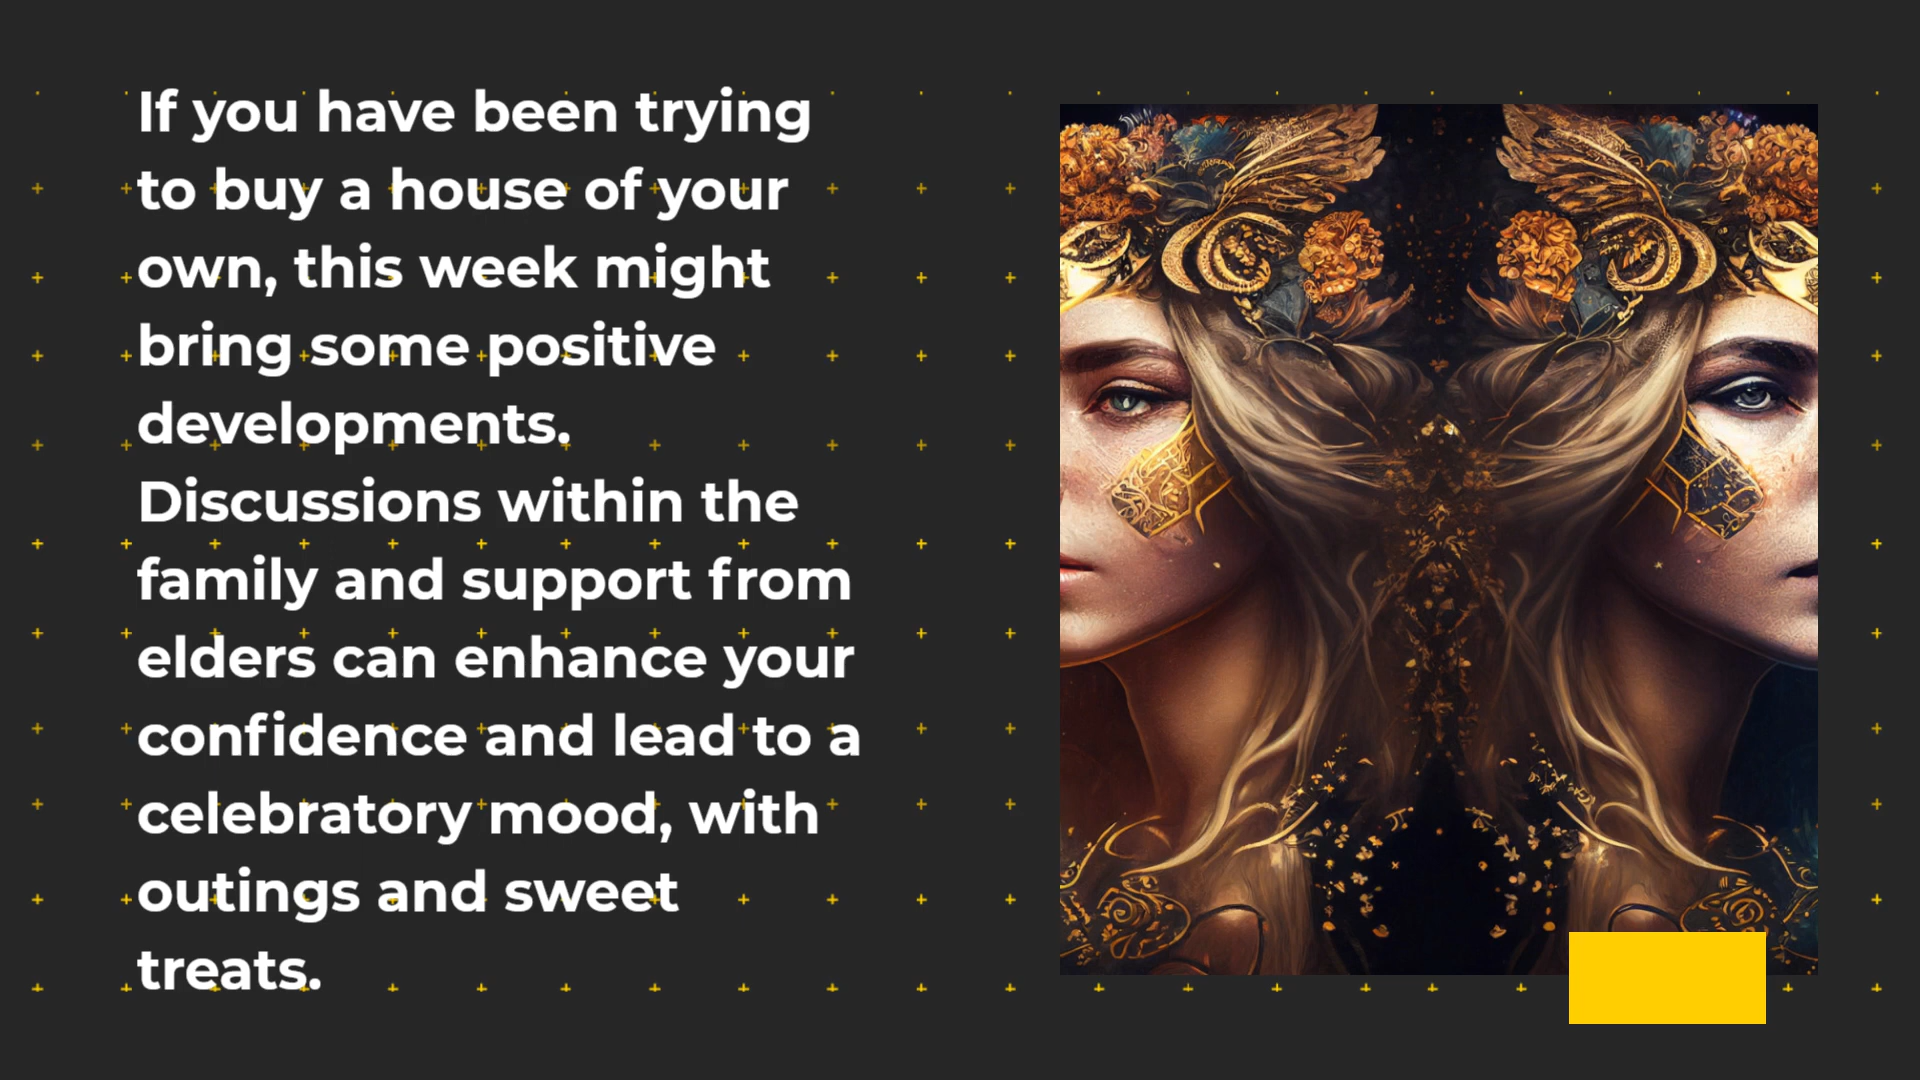 If you have been trying
to buy a house of your
own, this week might
bring some positive
developments.
Discussions within the
family and support from
elders can enhance your
confidence and lead to a
celebratory mood, with
outings and sweet
treats.